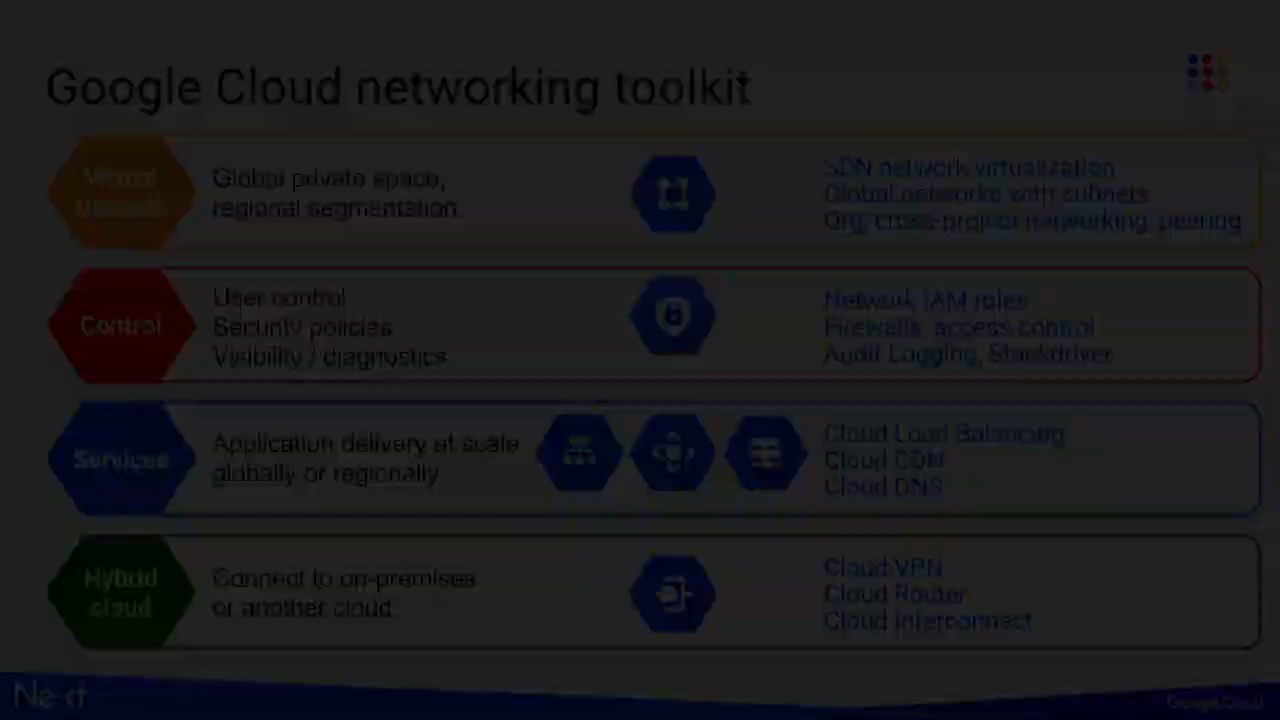 Google Cloud networking toolkit
Global private space,
regional segmentation
SDN network virtualization
Global networks with subnets
Org, cross-project networking, peering
Control
User control
Security policies
Visibility / diagnostics
Network IAM roles
Firewalls, access control
Audit Logging, Stackdriver
Services
Application delivery at scale
globally or regionally
Cloud Load Balancing
Cloud CDN
Cloud DNS
Hybrid
cloud
Connect to on-premises
or another cloud
Cloud VPN
Cloud Router
Cloud Interconnect
Next
Google Cloud